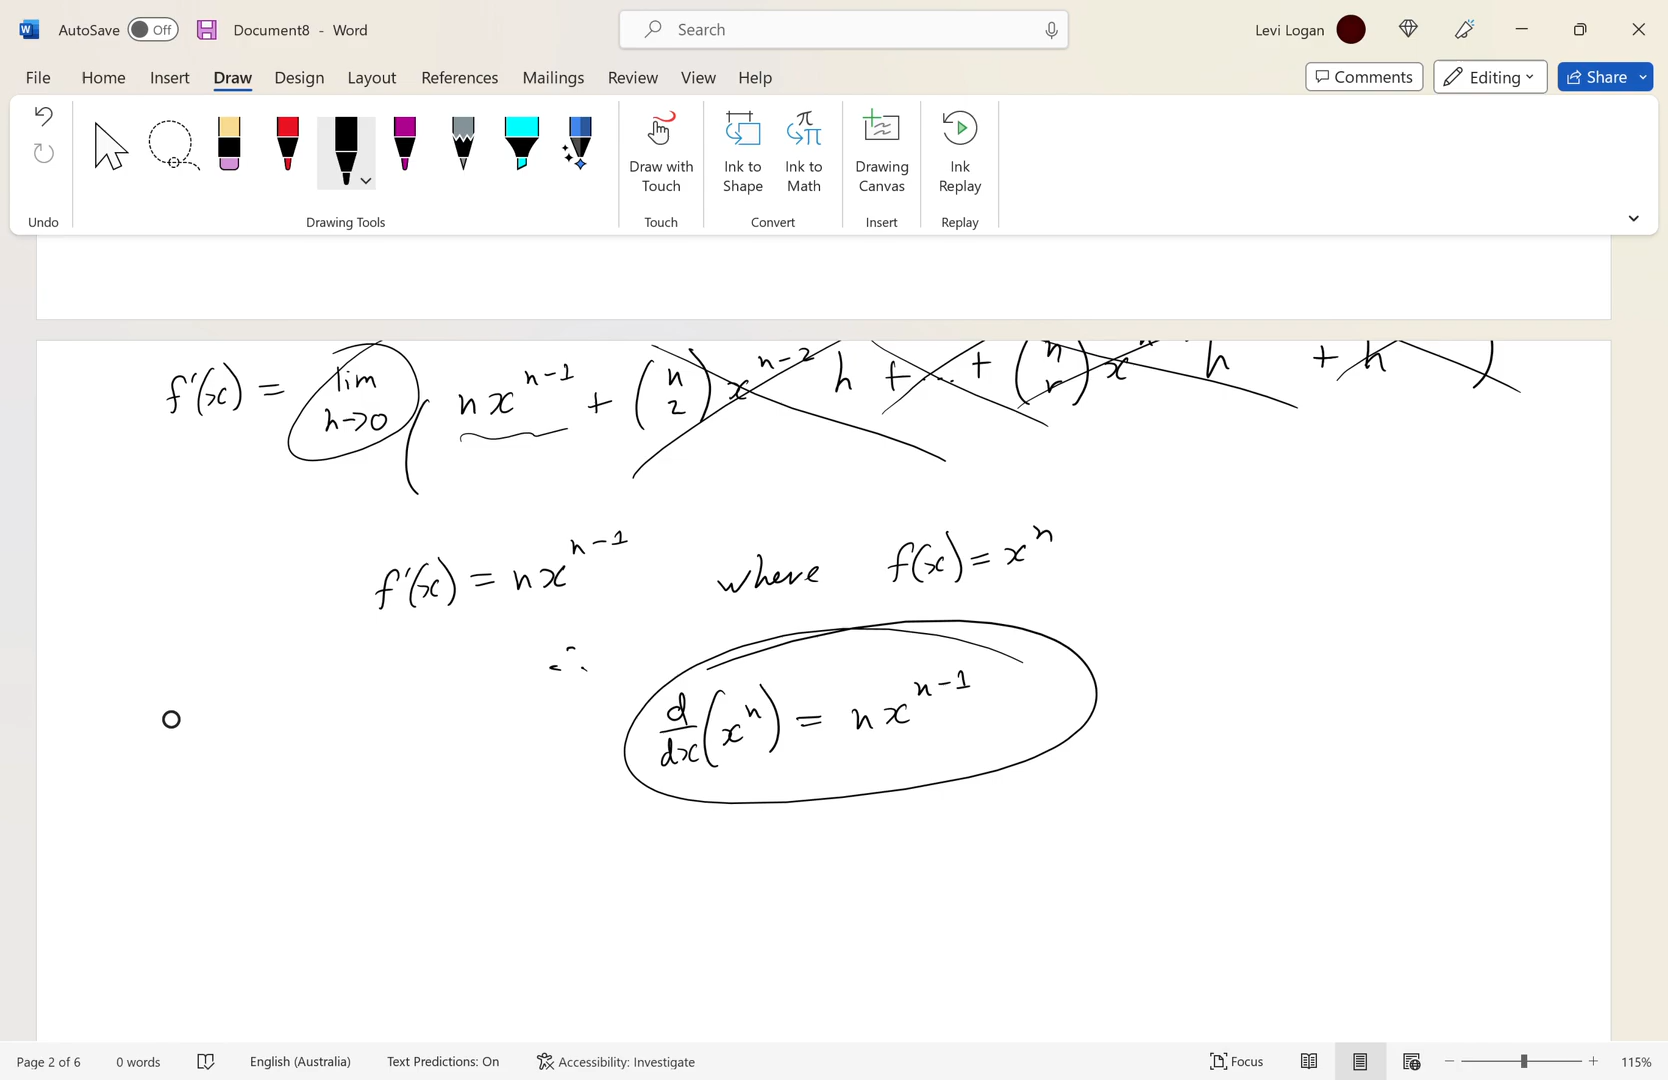 AutoSave Off Document8 - Word Search Levi Logan
File Home Insert Draw Design Layout References Mailings Review View Help Comments Editing Share
Draw with Touch Ink to Shape Ink to Math Drawing Canvas Ink Replay
Undo Drawing Tools Touch Convert Insert Replay
f'(x) = lim h→0 ( nx^(n-1) + (n 2) x^(n-2) h + ... + (n r) x h + h )
f'(x) = nx^(n-1) where f(x) = x^n
∴
d/dx (x^n) = nx^(n-1)
Page 2 of 6 0 words English (Australia) Text Predictions: On Accessibility: Investigate Focus 115%